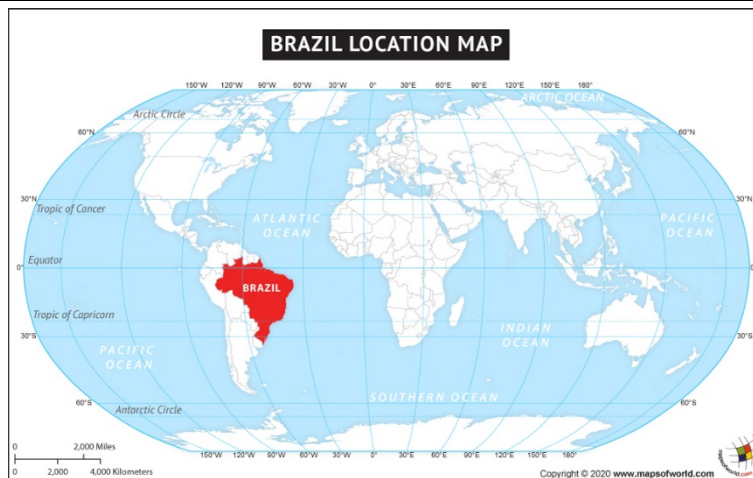 BRAZIL LOCATION MAP
150°W 120°W 90°W 60°W 30°W 0° 30°E 60°E 90°E 120°E 150°E 180°
ARCTIC OCEAN
Arctic Circle
60°N 60°N
30°N 30°N
Tropic of Cancer
ATLANTIC
OCEAN
PACIFIC
OCEAN
Equator
0° 0°
BRAZIL
Tropic of Capricorn
30°S 30°S
INDIAN
OCEAN
PACIFIC
OCEAN
SOUTHERN OCEAN
60°S 60°S
Antarctic Circle
0 2,000 Miles
0 2,000 4,000 Kilometers
150°W 120°W 90°W 60°W 30°W 0° 30°E 60°E 90°E 120°E 150°E 180°
mapsofworld.com
Copyright © 2020 www.mapsofworld.com